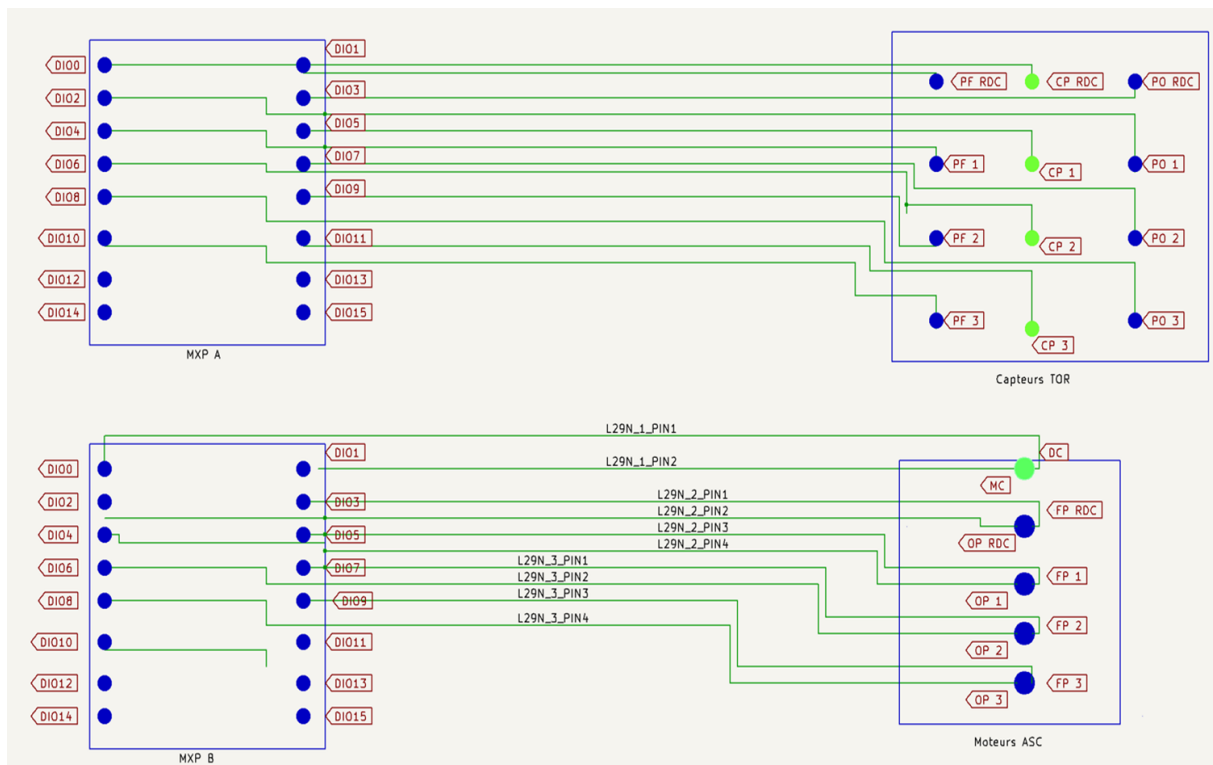 DIO1
DIO0
PF RDC
CP RDC
PO RDC
DIO3
DIO2
DIO5
DIO4
DIO7
DIO6
PF 1
CP 1
PO 1
DIO9
DIO8
DIO10
DIO11
PF 2
CP 2
PO 2
DIO12
DIO13
DIO14
DIO15
PF 3
CP 3
PO 3
MXP A
Capteurs TOR
L29N_1_PIN1
DIO1
DC
L29N_1_PIN2
DIO0
MC
L29N_2_PIN1
DIO2
DIO3
L29N_2_PIN2
FP RDC
L29N_2_PIN3
DIO4
DIO5
OP RDC
L29N_2_PIN4
L29N_3_PIN1
DIO6
DIO7
L29N_3_PIN2
FP 1
L29N_3_PIN3
DIO8
DIO9
OP 1
L29N_3_PIN4
FP 2
DIO10
DIO11
OP 2
DIO12
DIO13
FP 3
OP 3
DIO14
DIO15
Moteurs ASC
MXP B